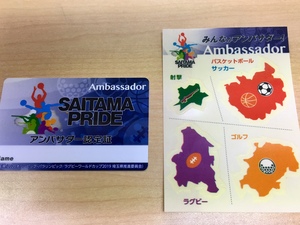 Ambassador
SAITAMA
PRIDE
アンバサダー認定証
Name
みんなでアンバサダー!
Ambassador
バスケットボール
サッカー
射撃
ゴルフ
ラグビー